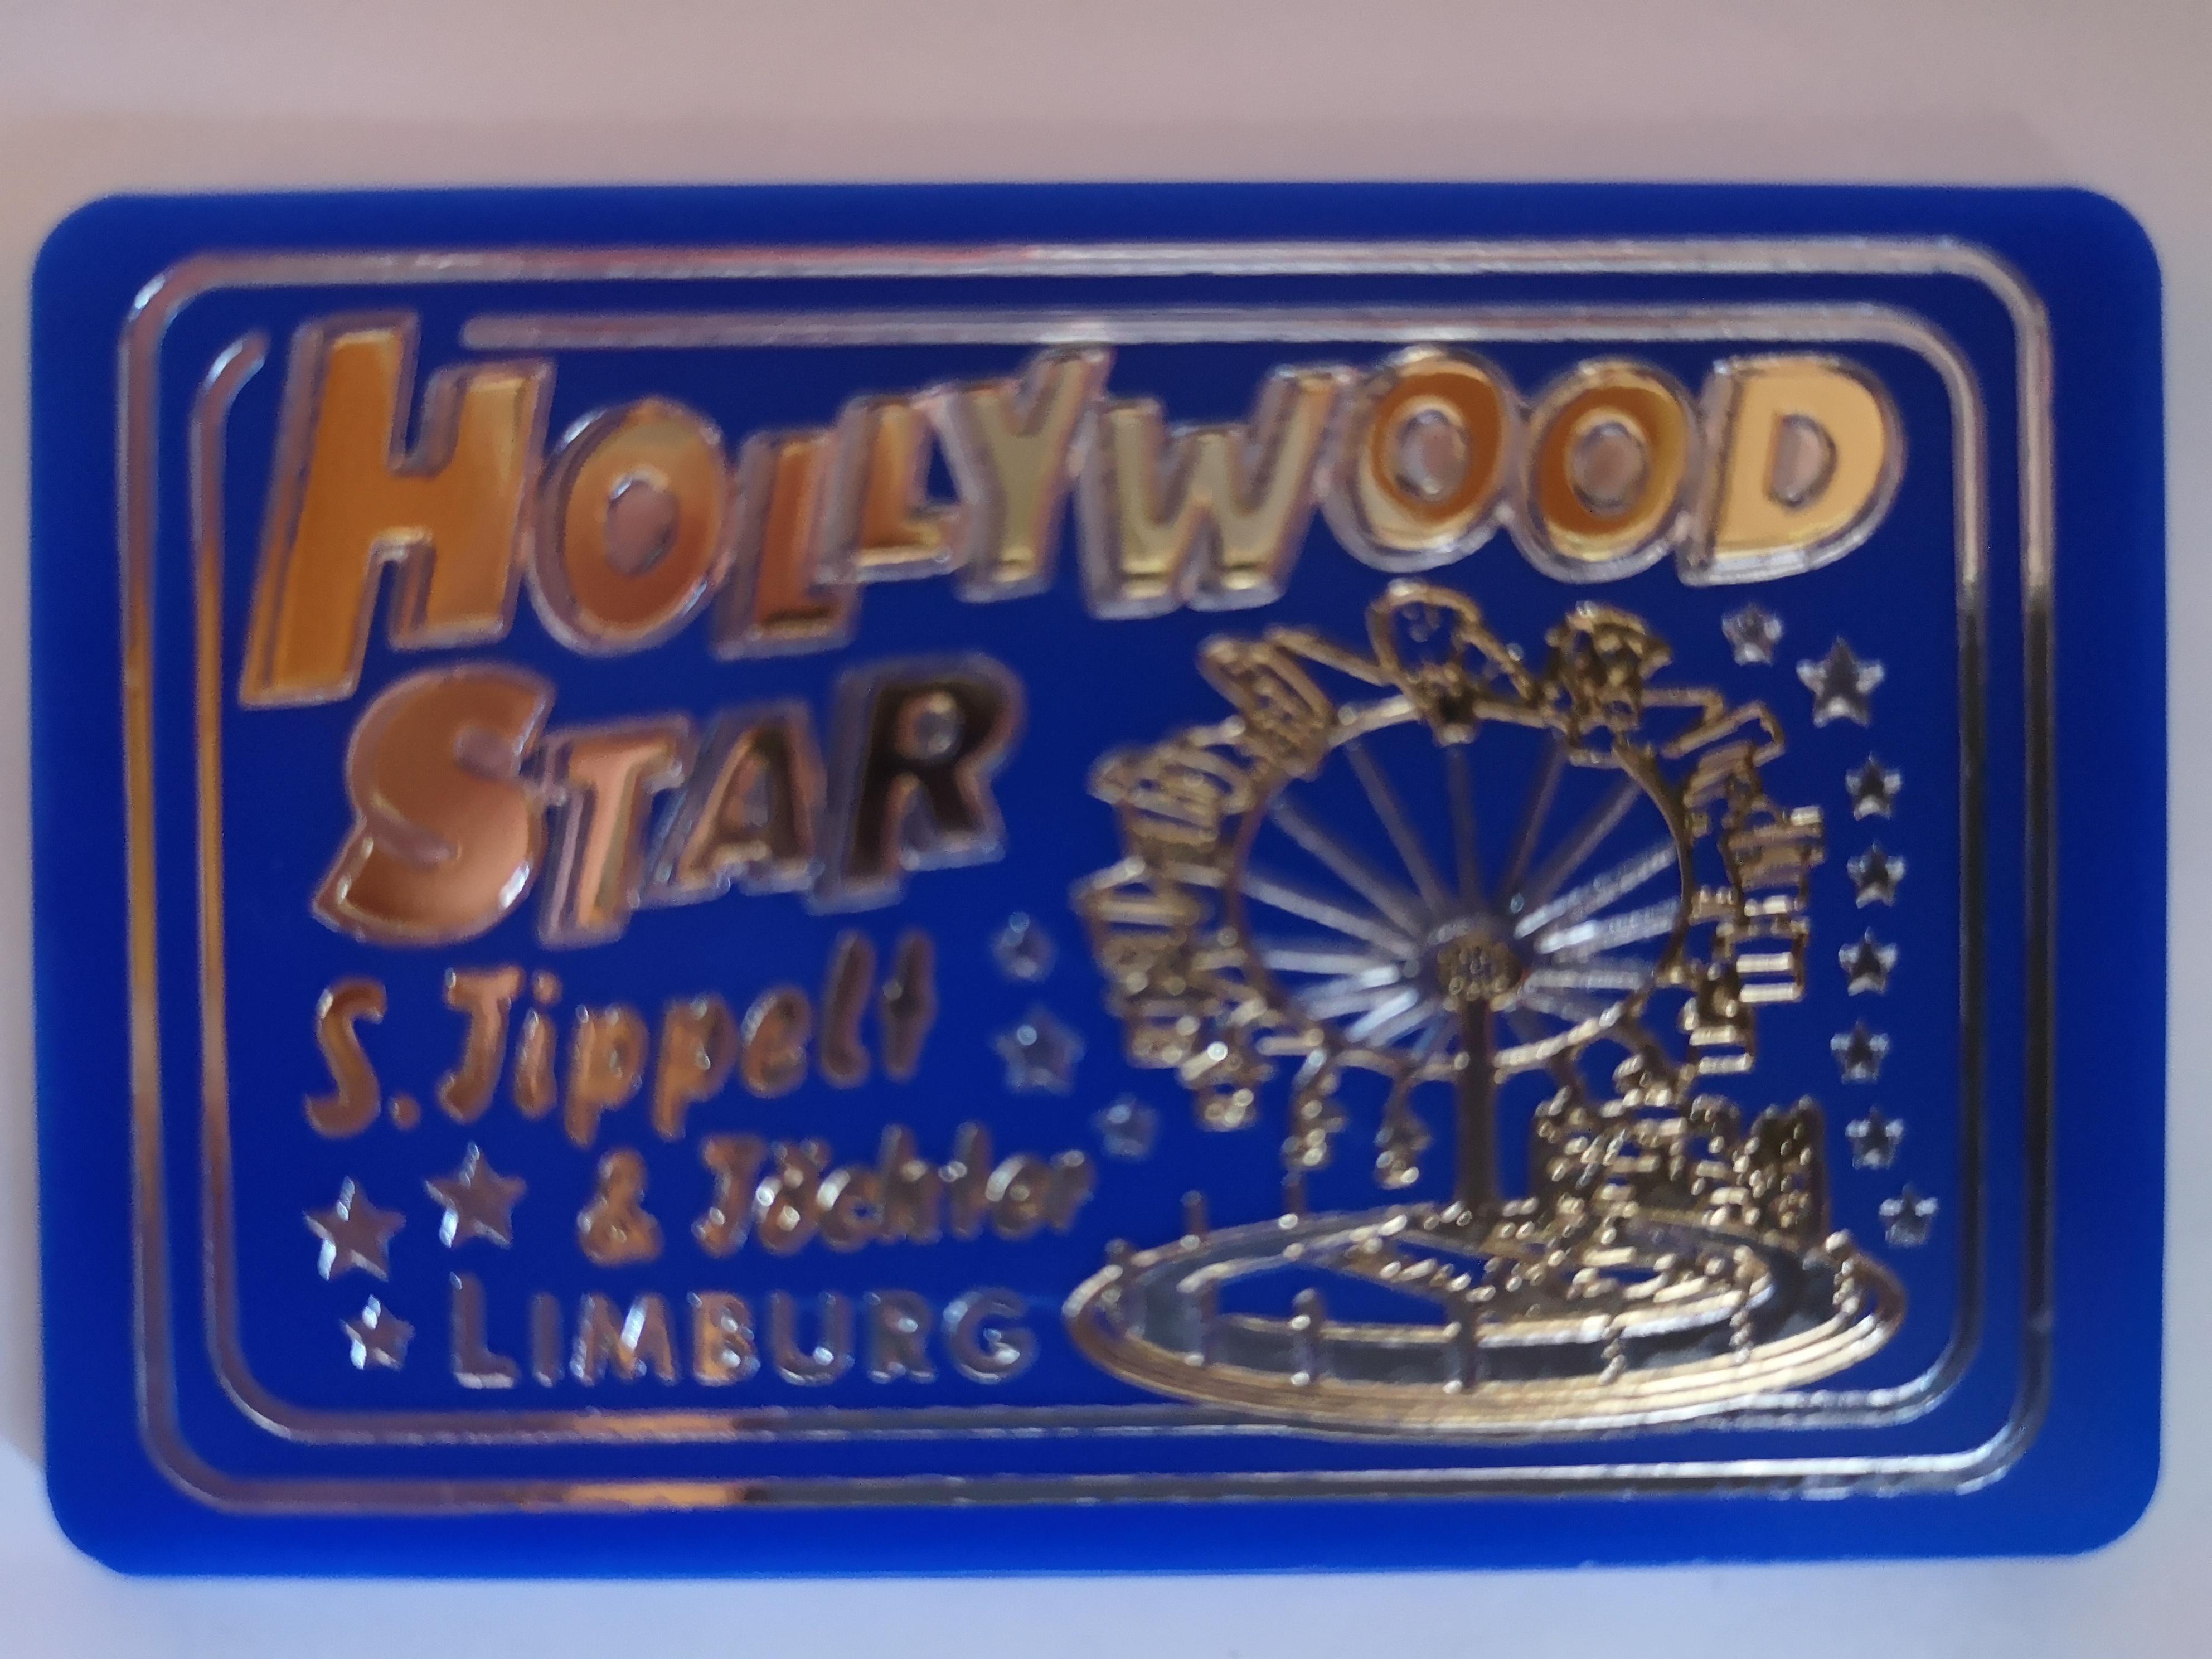 HOLLYWOOD
STAR
S. Tippelt
& Töchter
LIMBURG